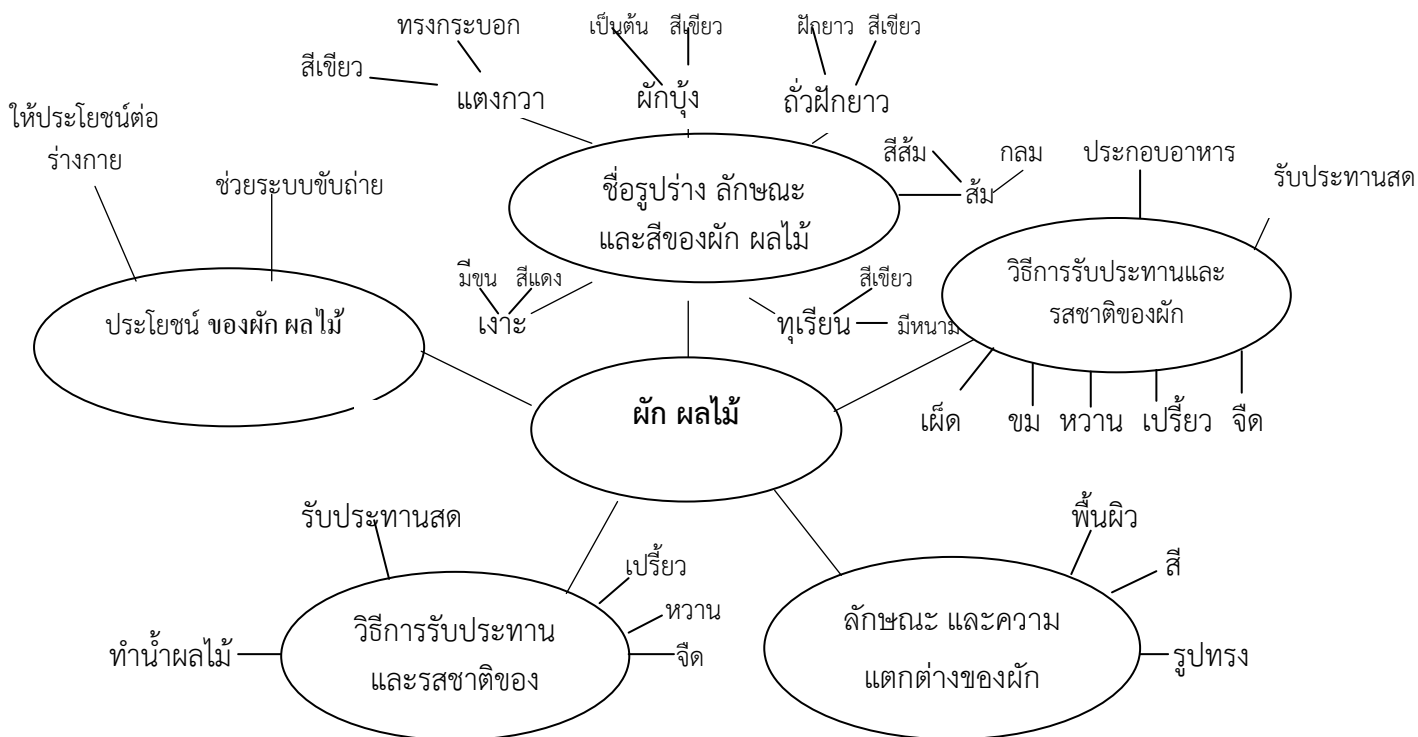 ทรงกระบอก
เป็นต้น
สีเขียว
ฝักยาว
สีเขียว
สีเขียว
แตงกวา
ผักบุ้ง
ถั่วฝักยาว
ให้ประโยชน์ต่อ
ร่างกาย
ช่วยระบบขับถ่าย
ชื่อรูปร่าง ลักษณะ
และสีของผัก ผลไม้
สีส้ม
กลม
ส้ม
ประกอบอาหาร
รับประทานสด
มีขน
สีแดง
เงาะ
สีเขียว
ทุเรียน
มีหนาม
วิธีการรับประทานและ
รสชาติของผัก
ประโยชน์ ของผัก ผลไม้
ผัก ผลไม้
เผ็ด
ขม
หวาน
เปรี้ยว
จืด
รับประทานสด
เปรี้ยว
หวาน
จืด
ทำน้ำผลไม้
วิธีการรับประทาน
และรสชาติของ
พื้นผิว
สี
รูปทรง
ลักษณะ และความ
แตกต่างของผัก